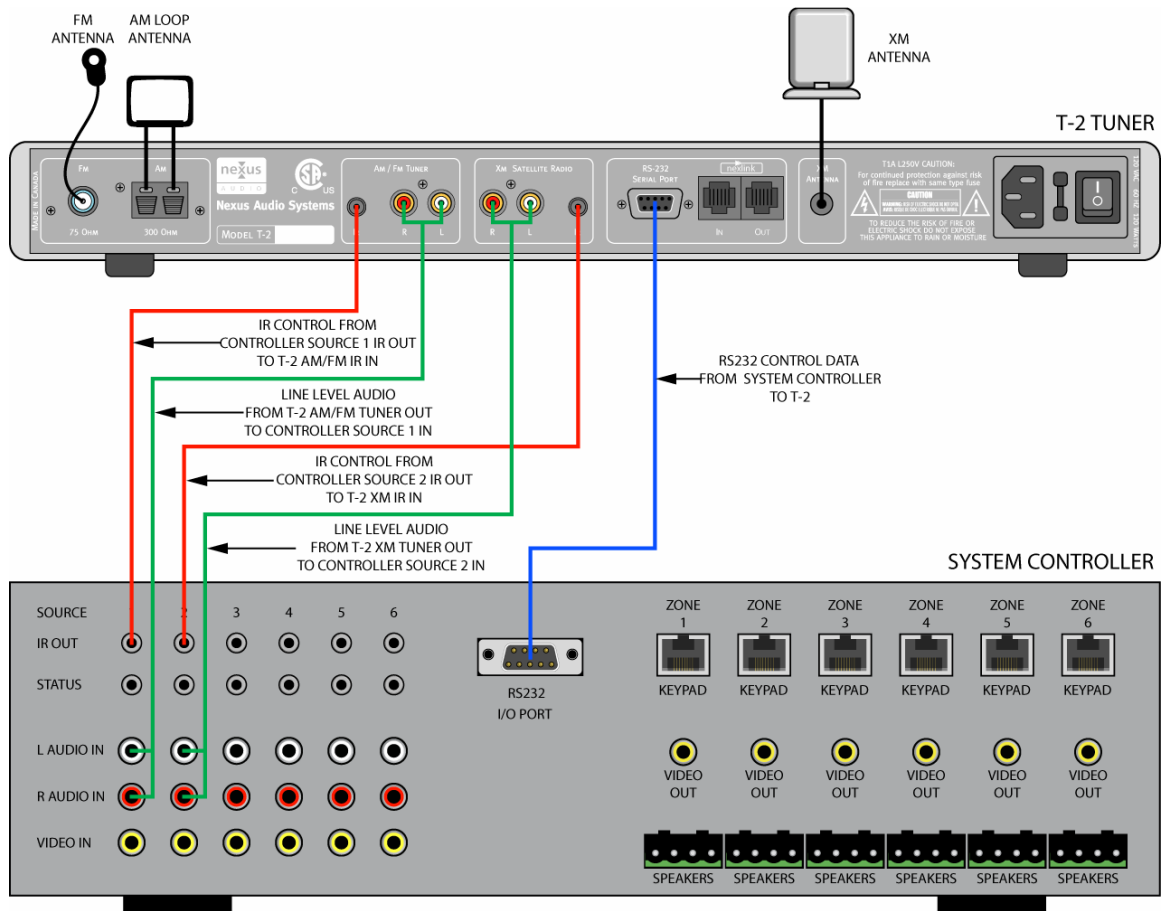 FM
ANTENNA
AM LOOP
ANTENNA
XM
ANTENNA
T-2 TUNER
MADE IN CANADA
FM
75 OHM
AM
300 OHM
nexus
AUDIO
CSA
C US
Nexus Audio Systems
MODEL T-2
AM / FM TUNER
R L
XM SATELLITE RADIO
R L
RS-232
SERIAL PORT
nexlink
IN OUT
XM
ANTENNA
T1A L250V CAUTION:
For continued protection against risk
of fire replace with same type fuse
CAUTION
TO REDUCE THE RISK OF FIRE OR
ELECTRIC SHOCK DO NOT EXPOSE
THIS APPLIANCE TO RAIN OR MOISTURE
120 VAC 60 HZ 120 WATTS
IR CONTROL FROM
CONTROLLER SOURCE 1 IR OUT
TO T-2 AM/FM IR IN
LINE LEVEL AUDIO
FROM T-2 AM/FM TUNER OUT
TO CONTROLLER SOURCE 1 IN
IR CONTROL FROM
CONTROLLER SOURCE 2 IR OUT
TO T-2 XM IR IN
LINE LEVEL AUDIO
FROM T-2 XM TUNER OUT
TO CONTROLLER SOURCE 2 IN
RS232 CONTROL DATA
FROM SYSTEM CONTROLLER
TO T-2
SYSTEM CONTROLLER
SOURCE 1 2 3 4 5 6
IR OUT
STATUS
L AUDIO IN
R AUDIO IN
VIDEO IN
RS232
I/O PORT
ZONE ZONE ZONE ZONE ZONE ZONE
1 2 3 4 5 6
KEYPAD KEYPAD KEYPAD KEYPAD KEYPAD KEYPAD
VIDEO VIDEO VIDEO VIDEO VIDEO VIDEO
OUT OUT OUT OUT OUT OUT
SPEAKERS SPEAKERS SPEAKERS SPEAKERS SPEAKERS SPEAKERS